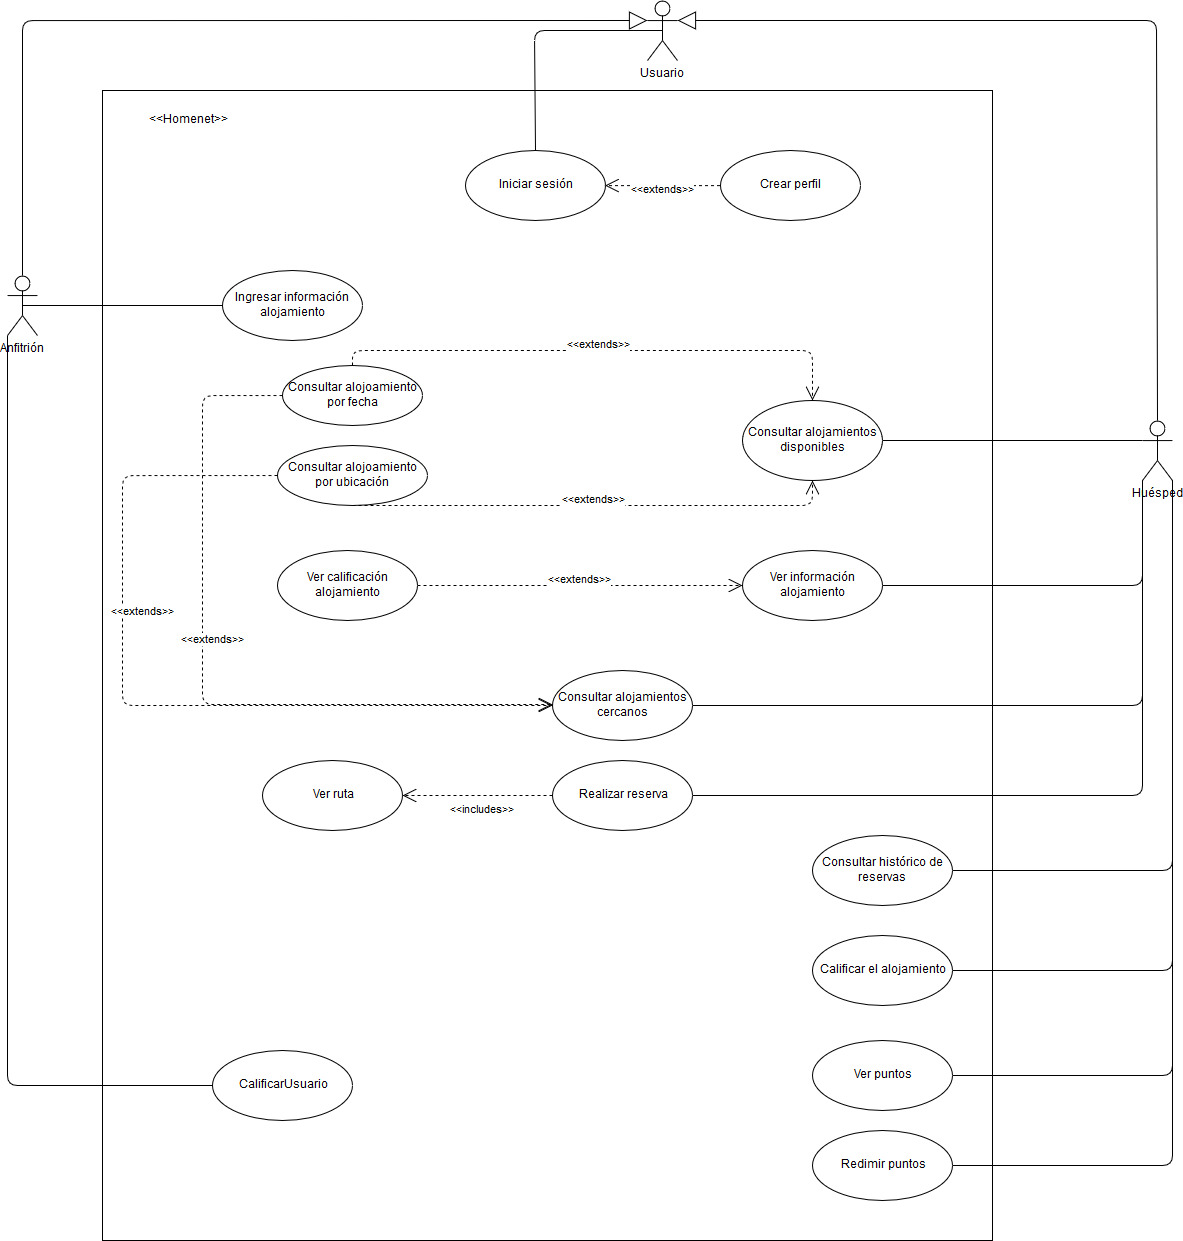 Usuario
<<Homenet>>
Iniciar sesión
<<extends>>
Crear perfil
Ingresar información
alojamiento
Anfitrión
<<extends>>
Consultar alojoamiento
por fecha
Consultar alojamientos
disponibles
Consultar alojoamiento
por ubicación
<<extends>>
Huésped
Ver calificación
alojamiento
<<extends>>
Ver información
alojamiento
<<extends>>
<<extends>>
Consultar alojamientos
cercanos
Ver ruta
<<includes>>
Realizar reserva
Consultar histórico de
reservas
Calificar el alojamiento
Ver puntos
CalificarUsuario
Redimir puntos